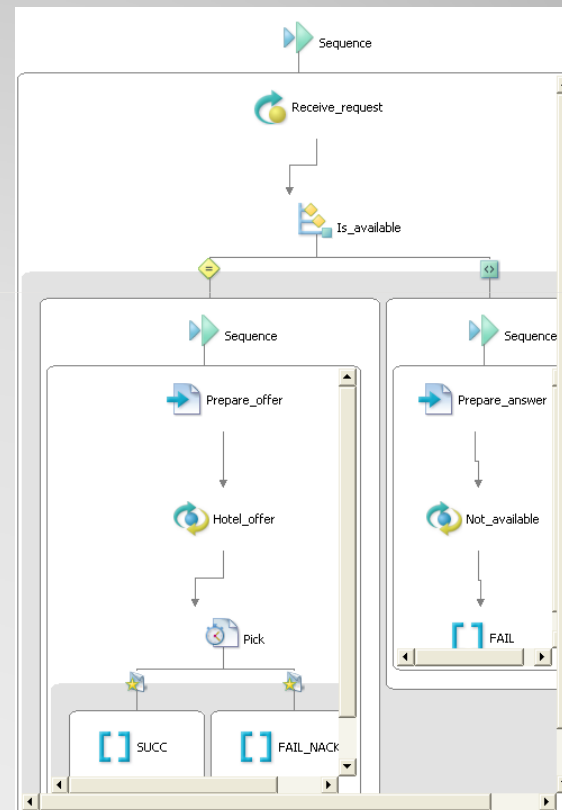 Sequence
Receive_request
Is_available
=
<>
Sequence
Sequence
Prepare_offer
Prepare_answer
Hotel_offer
Not_available
Pick
FAIL
SUCC
FAIL_NACK